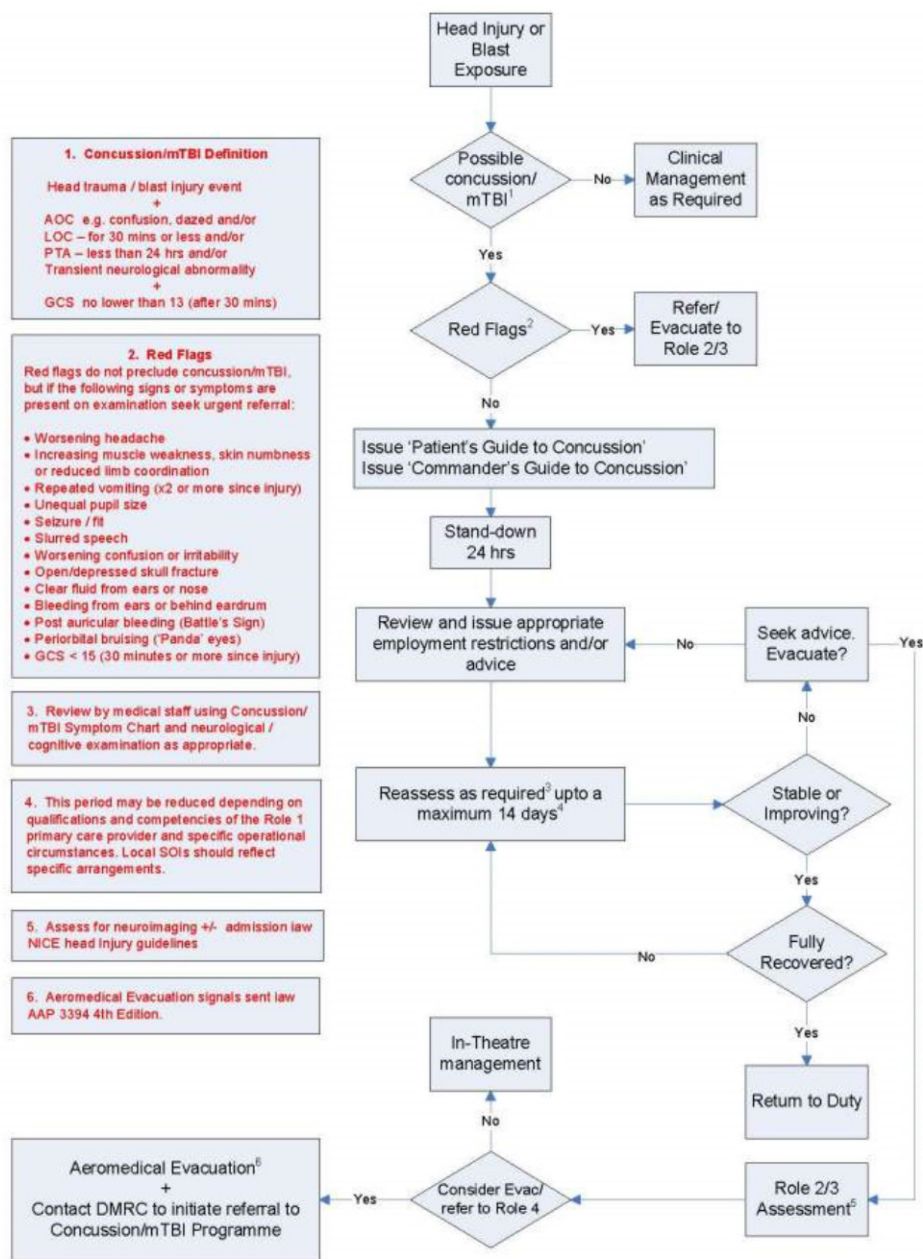 Head Injury or
Blast
Exposure
Possible
concussion/
mTBI1
No
Clinical
Management
as Required
Yes
Red Flags2
Yes
Refer/
Evacuate to
Role 2/3
No
Issue 'Patient's Guide to Concussion'
Issue 'Commander's Guide to Concussion'
Stand-down
24 hrs
Review and issue appropriate
employment restrictions and/or
advice
No
Seek advice.
Evacuate?
Yes
No
Reassess as required3 upto a
maximum 14 days4
Stable or
Improving?
Yes
No
Fully
Recovered?
Yes
Return to Duty
In-Theatre
management
No
Aeromedical Evacuation6
+
Contact DMRC to initiate referral to
Concussion/mTBI Programme
Yes
Consider Evac/
refer to Role 4
Role 2/3
Assessment5
1. Concussion/mTBI Definition
Head trauma / blast injury event
+
AOC e.g. confusion, dazed and/or
LOC – for 30 mins or less and/or
PTA – less than 24 hrs and/or
Transient neurological abnormality
+
GCS no lower than 13 (after 30 mins)
2. Red Flags
Red flags do not preclude concussion/mTBI,
but if the following signs or symptoms are
present on examination seek urgent referral:
• Worsening headache
• Increasing muscle weakness, skin numbness
or reduced limb coordination
• Repeated vomiting (x2 or more since injury)
• Unequal pupil size
• Seizure / fit
• Slurred speech
• Worsening confusion or irritability
• Open/depressed skull fracture
• Clear fluid from ears or nose
• Bleeding from ears or behind eardrum
• Post auricular bleeding (Battle's Sign)
• Periorbital bruising ('Panda' eyes)
• GCS < 15 (30 minutes or more since injury)
3. Review by medical staff using Concussion/
mTBI Symptom Chart and neurological /
cognitive examination as appropriate.
4. This period may be reduced depending on
qualifications and competencies of the Role 1
primary care provider and specific operational
circumstances. Local SOIs should reflect
specific arrangements.
5. Assess for neuroimaging +/- admission Iaw
NICE head Injury guidelines
6. Aeromedical Evacuation signals sent Iaw
AAP 3394 4th Edition.